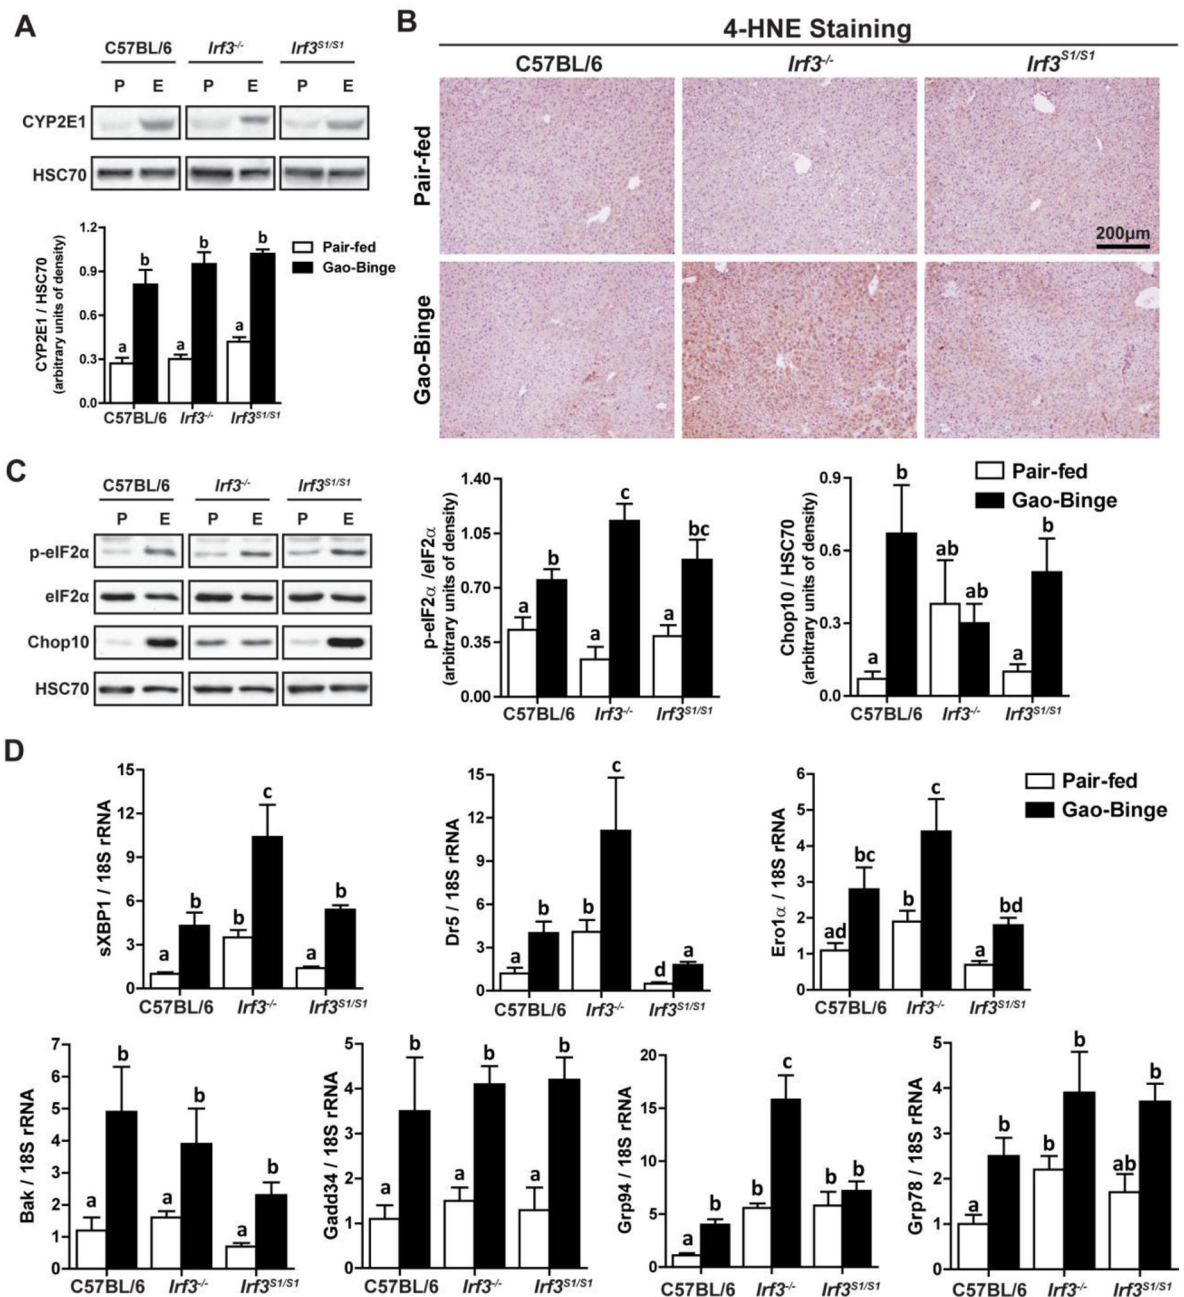 A
C57BL/6 Irf3-/- Irf3S1/S1
P E P E P E
CYP2E1
HSC70
CYP2E1 / HSC70
(arbitrary units of density)
1.2
0.9
0.6
0.3
0.0
a b a b a b
C57BL/6 Irf3-/- Irf3S1/S1
Pair-fed
Gao-Binge
B
4-HNE Staining
C57BL/6 Irf3-/- Irf3S1/S1
Pair-fed
200μm
Gao-Binge
C
C57BL/6 Irf3-/- Irf3S1/S1
P E P E P E
p-eIF2α
eIF2α
Chop10
HSC70
p-eIF2α /eIF2α
(arbitrary units of density)
1.40
1.05
0.70
0.35
0.00
a b a c a bc
C57BL/6 Irf3-/- Irf3S1/S1
Chop10 / HSC70
(arbitrary units of density)
0.9
0.6
0.3
0.0
a b ab ab a b
C57BL/6 Irf3-/- Irf3S1/S1
Pair-fed
Gao-Binge
D
sXBP1 / 18S rRNA
15
12
9
6
3
0
a b b c a b
C57BL/6 Irf3-/- Irf3S1/S1
Dr5 / 18S rRNA
15
12
9
6
3
0
a b b c d a
C57BL/6 Irf3-/- Irf3S1/S1
Ero1α / 18S rRNA
6
5
4
3
2
1
0
ad bc b c a bd
C57BL/6 Irf3-/- Irf3S1/S1
Pair-fed
Gao-Binge
Bak / 18S rRNA
7
6
5
4
3
2
1
0
a b a b a b
C57BL/6 Irf3-/- Irf3S1/S1
Gadd34 / 18S rRNA
5
4
3
2
1
0
a b a b a b
C57BL/6 Irf3-/- Irf3S1/S1
Grp94 / 18S rRNA
20
15
10
5
0
a b b c b b
C57BL/6 Irf3-/- Irf3S1/S1
Grp78 / 18S rRNA
5
4
3
2
1
0
a b b b ab b
C57BL/6 Irf3-/- Irf3S1/S1